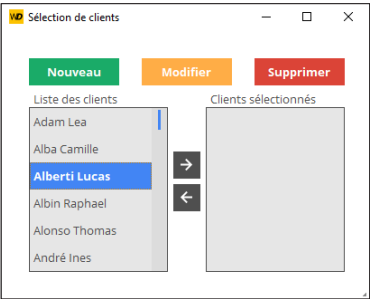 WD Sélection de clients
Nouveau Modifier Supprimer
Liste des clients Clients sélectionnés
Adam Lea
Alba Camille
Alberti Lucas
Albin Raphael
Alonso Thomas
André Ines